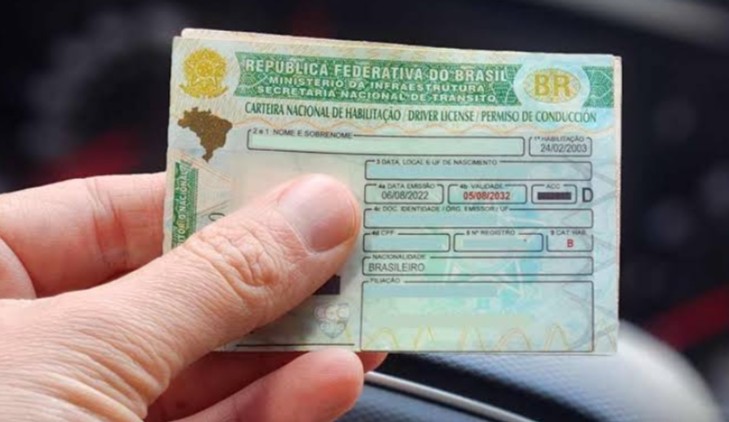 REPÚBLICA FEDERATIVA DO BRASIL
MINISTÉRIO DA INFRAESTRUTURA
SECRETARIA NACIONAL DE TRÂNSITO
BR
CARTEIRA NACIONAL DE HABILITAÇÃO / DRIVER LICENSE / PERMISO DE CONDUCCIÓN
2 e 1 NOME E SOBRENOME
1ª HABILITAÇÃO
24/02/2003
3 DATA, LOCAL E UF DE NASCIMENTO
4a DATA EMISSÃO
06/08/2022
4b VALIDADE
05/08/2032
ACC
D
4c DOC. IDENTIDADE / ÓRG. EMISSOR / UF
4d CPF
5 Nº REGISTRO
9 CAT. HAB.
B
NACIONALIDADE
BRASILEIRO
FILIAÇÃO